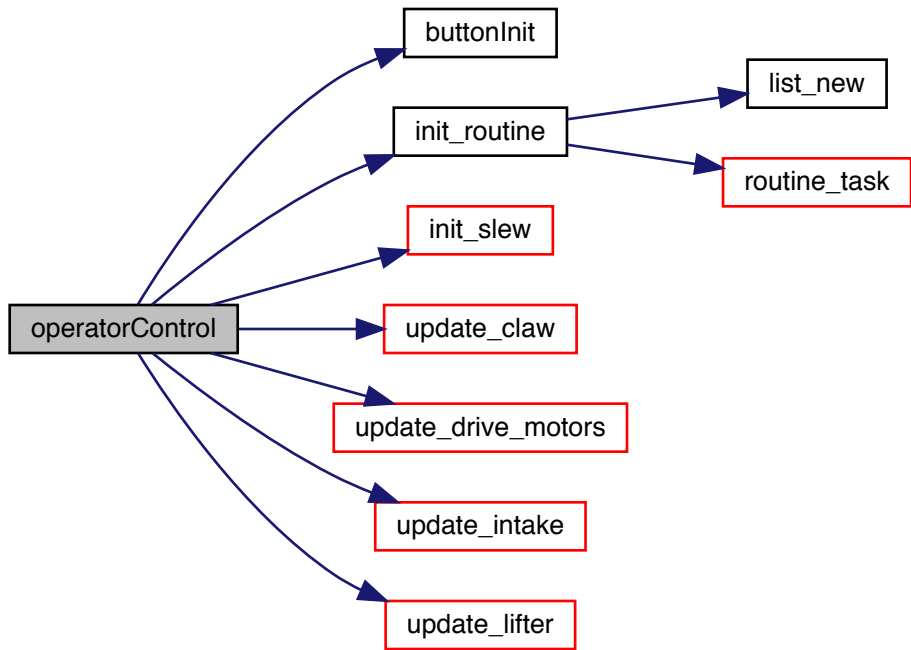 buttonInit
list_new
init_routine
routine_task
init_slew
operatorControl
update_claw
update_drive_motors
update_intake
update_lifter